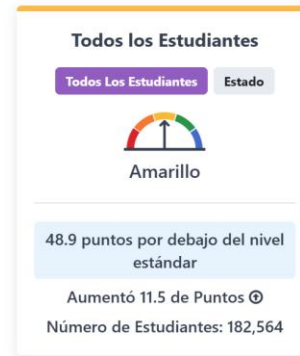 Todos los Estudiantes
Todos Los Estudiantes Estado
Amarillo
48.9 puntos por debajo del nivel
estándar
Aumentó 11.5 de Puntos
Número de Estudiantes: 182,564